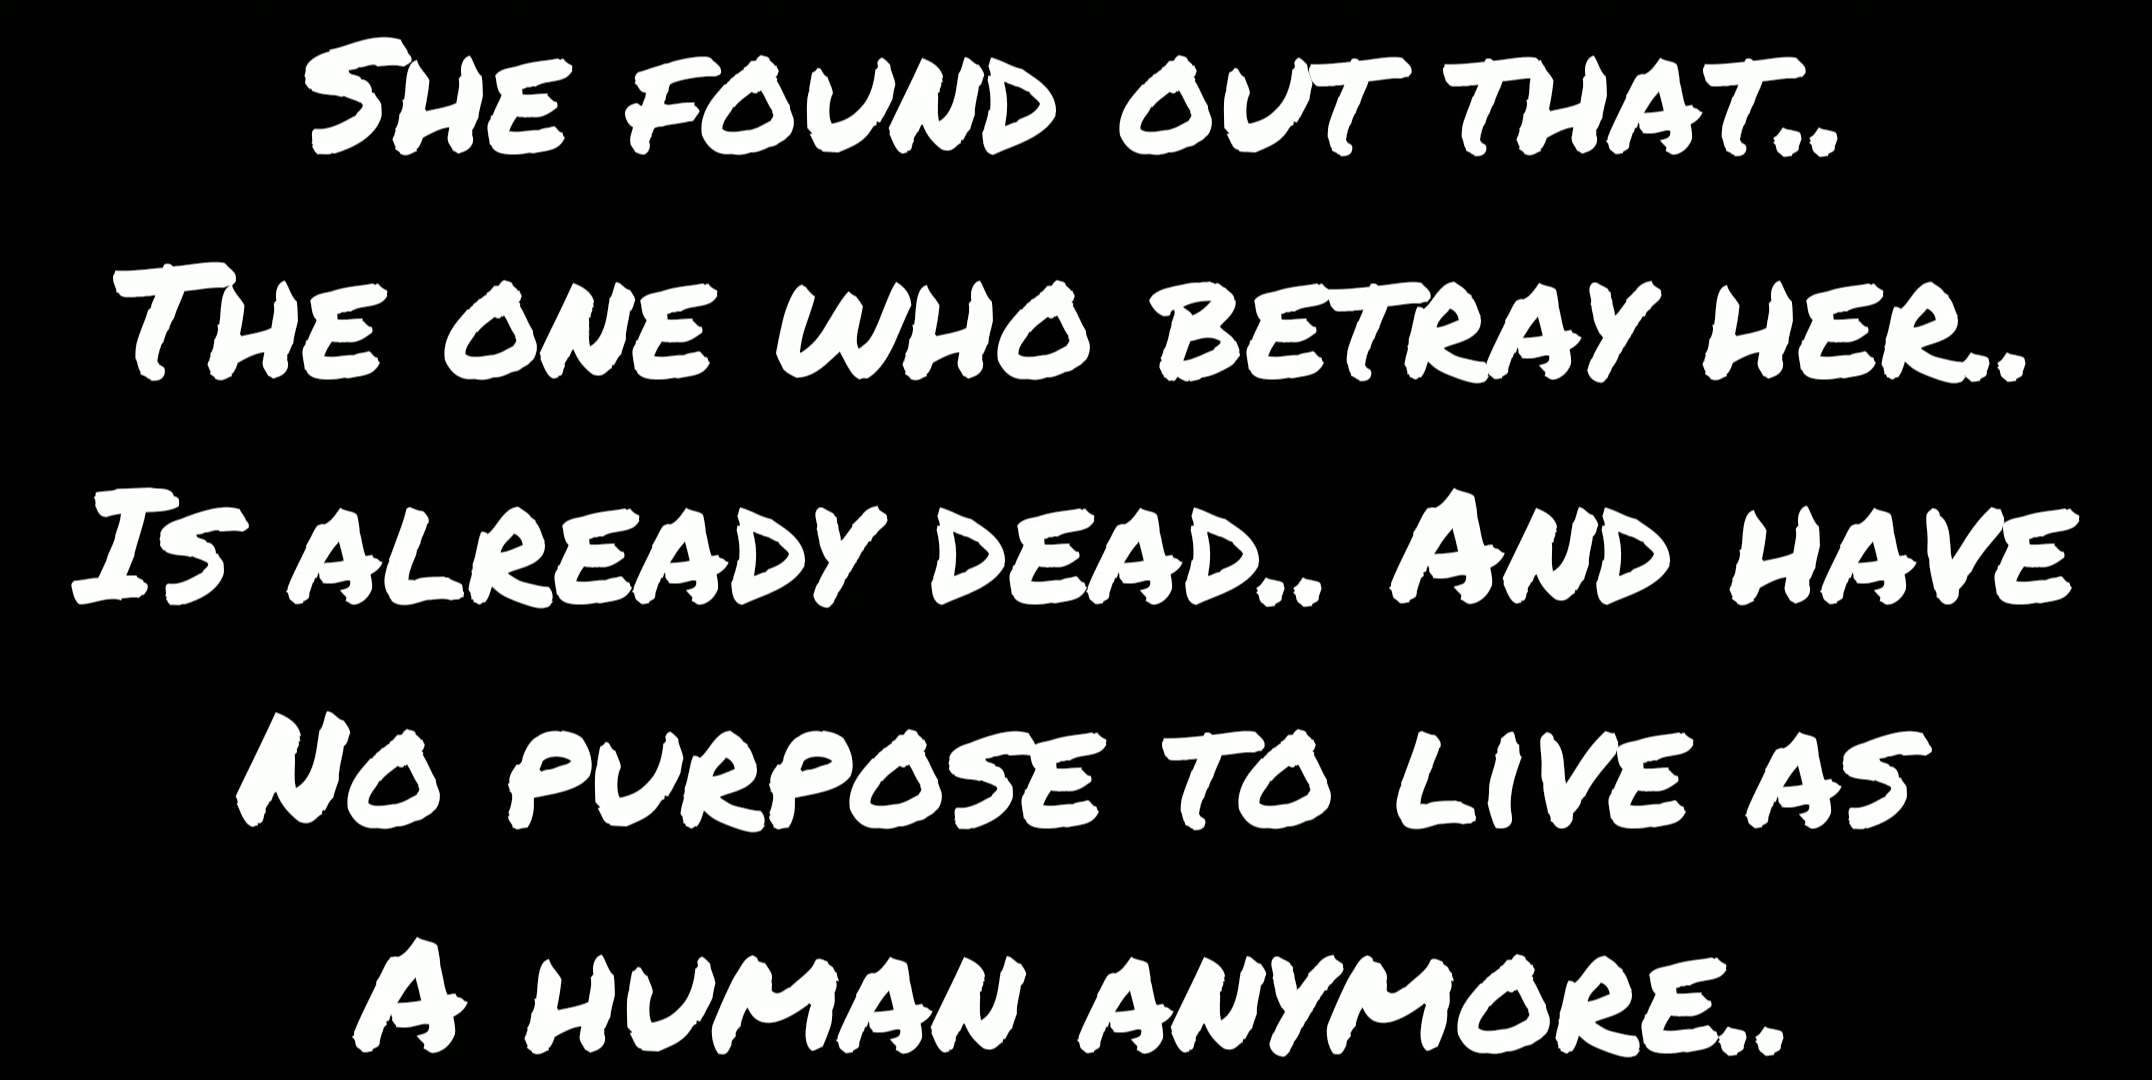 She found out that..
The one who betray her..
Is already dead.. And have
No purpose to live as
A human anymore..